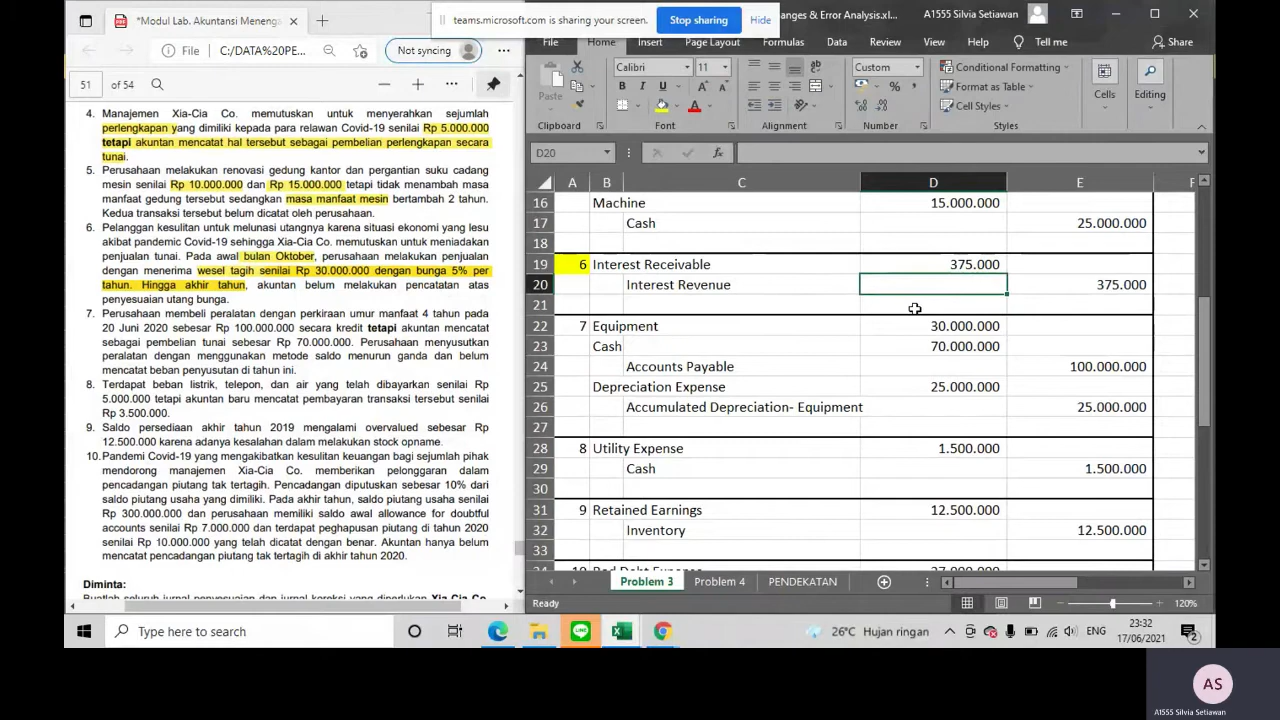 *Modul Lab. Akuntansi Menenga
teams.microsoft.com is sharing your screen.
Stop sharing
Hide
anges & Error Analysis.xl...
A1555 Silvia Setiawan
File
C:/DATA%20PE...
Not syncing
File
Home
Insert
Page Layout
Formulas
Data
Review
View
Help
Tell me
Share
51
of 54
Paste
Calibri
11
B I U
Custom
Conditional Formatting
Format as Table
Cells
Editing
Clipboard
Font
Alignment
Number
Styles
D20
fx
A B C D E F
4. Manajemen Xia-Cia Co. memutuskan untuk menyerahkan sejumlah
perlengkapan yang dimiliki kepada para relawan Covid-19 senilai Rp 5.000.000
tetapi akuntan mencatat hal tersebut sebagai pembelian perlengkapan secara
tunai.
5. Perusahaan melakukan renovasi gedung kantor dan pergantian suku cadang
mesin senilai Rp 10.000.000 dan Rp 15.000.000 tetapi tidak menambah masa
manfaat gedung tersebut sedangkan masa manfaat mesin bertambah 2 tahun.
Kedua transaksi tersebut belum dicatat oleh perusahaan.
6. Pelanggan kesulitan untuk melunasi utangnya karena situasi ekonomi yang lesu
akibat pandemic Covid-19 sehingga Xia-Cia Co. memutuskan untuk meniadakan
penjualan tunai. Pada awal bulan Oktober, perusahaan melakukan penjualan
dengan menerima wesel tagih senilai Rp 30.000.000 dengan bunga 5% per
tahun. Hingga akhir tahun, akuntan belum melakukan pencatatan atas
penyesuaian utang bunga.
7. Perusahaan membeli peralatan dengan perkiraan umur manfaat 4 tahun pada
20 Juni 2020 sebesar Rp 100.000.000 secara kredit tetapi akuntan mencatat
sebagai pembelian tunai sebesar Rp 70.000.000. Perusahaan menyusutkan
peralatan dengan menggunakan metode saldo menurun ganda dan belum
mencatat beban penyusutan di tahun ini.
8. Terdapat beban listrik, telepon, dan air yang telah dibayarkan senilai Rp
5.000.000 tetapi akuntan baru mencatat pembayaran transaksi tersebut senilai
Rp 3.500.000.
9. Saldo persediaan akhir tahun 2019 mengalami overvalued sebesar Rp
12.500.000 karena adanya kesalahan dalam melakukan stock opname.
10. Pandemi Covid-19 yang mengakibatkan kesulitan keuangan bagi sejumlah pihak
mendorong manajemen Xia-Cia Co. memberikan pelonggaran dalam
pencadangan piutang tak tertagih. Pencadangan diputuskan sebesar 10% dari
saldo piutang usaha yang dimiliki. Pada akhir tahun, saldo piutang usaha senilai
Rp 300.000.000 dan perusahaan memiliki saldo awal allowance for doubtful
accounts senilai Rp 7.000.000 dan terdapat peghapusan piutang di tahun 2020
senilai Rp 10.000.000 yang telah dicatat dengan benar. Akuntan hanya belum
mencatat pencadangan piutang tak tertagih di akhir tahun 2020.
Diminta:
Buatlah seluruh jurnal penyesuaian dan jurnal koreksi yang diperlukan Xia Cia Co.
16 Machine 15.000.000
17 Cash 25.000.000
18
19 6 Interest Receivable 375.000
20 Interest Revenue 375.000
21
22 7 Equipment 30.000.000
23 Cash 70.000.000
24 Accounts Payable 100.000.000
25 Depreciation Expense 25.000.000
26 Accumulated Depreciation- Equipment 25.000.000
27
28 8 Utility Expense 1.500.000
29 Cash 1.500.000
30
31 9 Retained Earnings 12.500.000
32 Inventory 12.500.000
33
34 10 Bad Debt Expense 27.000.000
Problem 3
Problem 4
PENDEKATAN
Ready
120%
Type here to search
26°C Hujan ringan
ENG
23:32
17/06/2021
2
AS
A1555 Silvia Setiawan